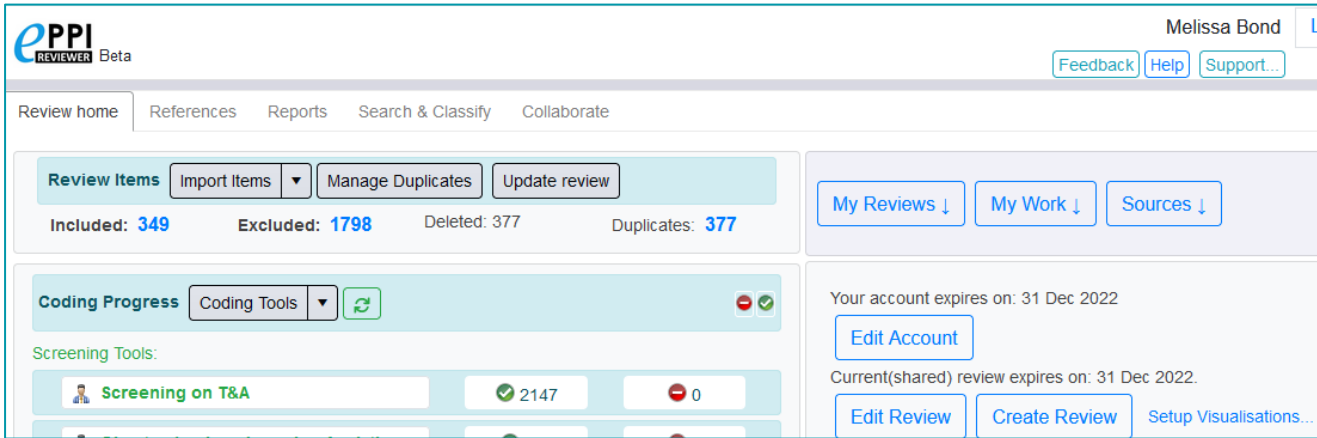 ePPI
REVIEWER Beta
Melissa Bond
Feedback Help Support...
Review home References Reports Search & Classify Collaborate
Review Items Import Items Manage Duplicates Update review
Included: 349 Excluded: 1798 Deleted: 377 Duplicates: 377
My Reviews ↓ My Work ↓ Sources ↓
Coding Progress Coding Tools
Screening Tools:
Screening on T&A 2147 0
Your account expires on: 31 Dec 2022
Edit Account
Current(shared) review expires on: 31 Dec 2022.
Edit Review Create Review Setup Visualisations...